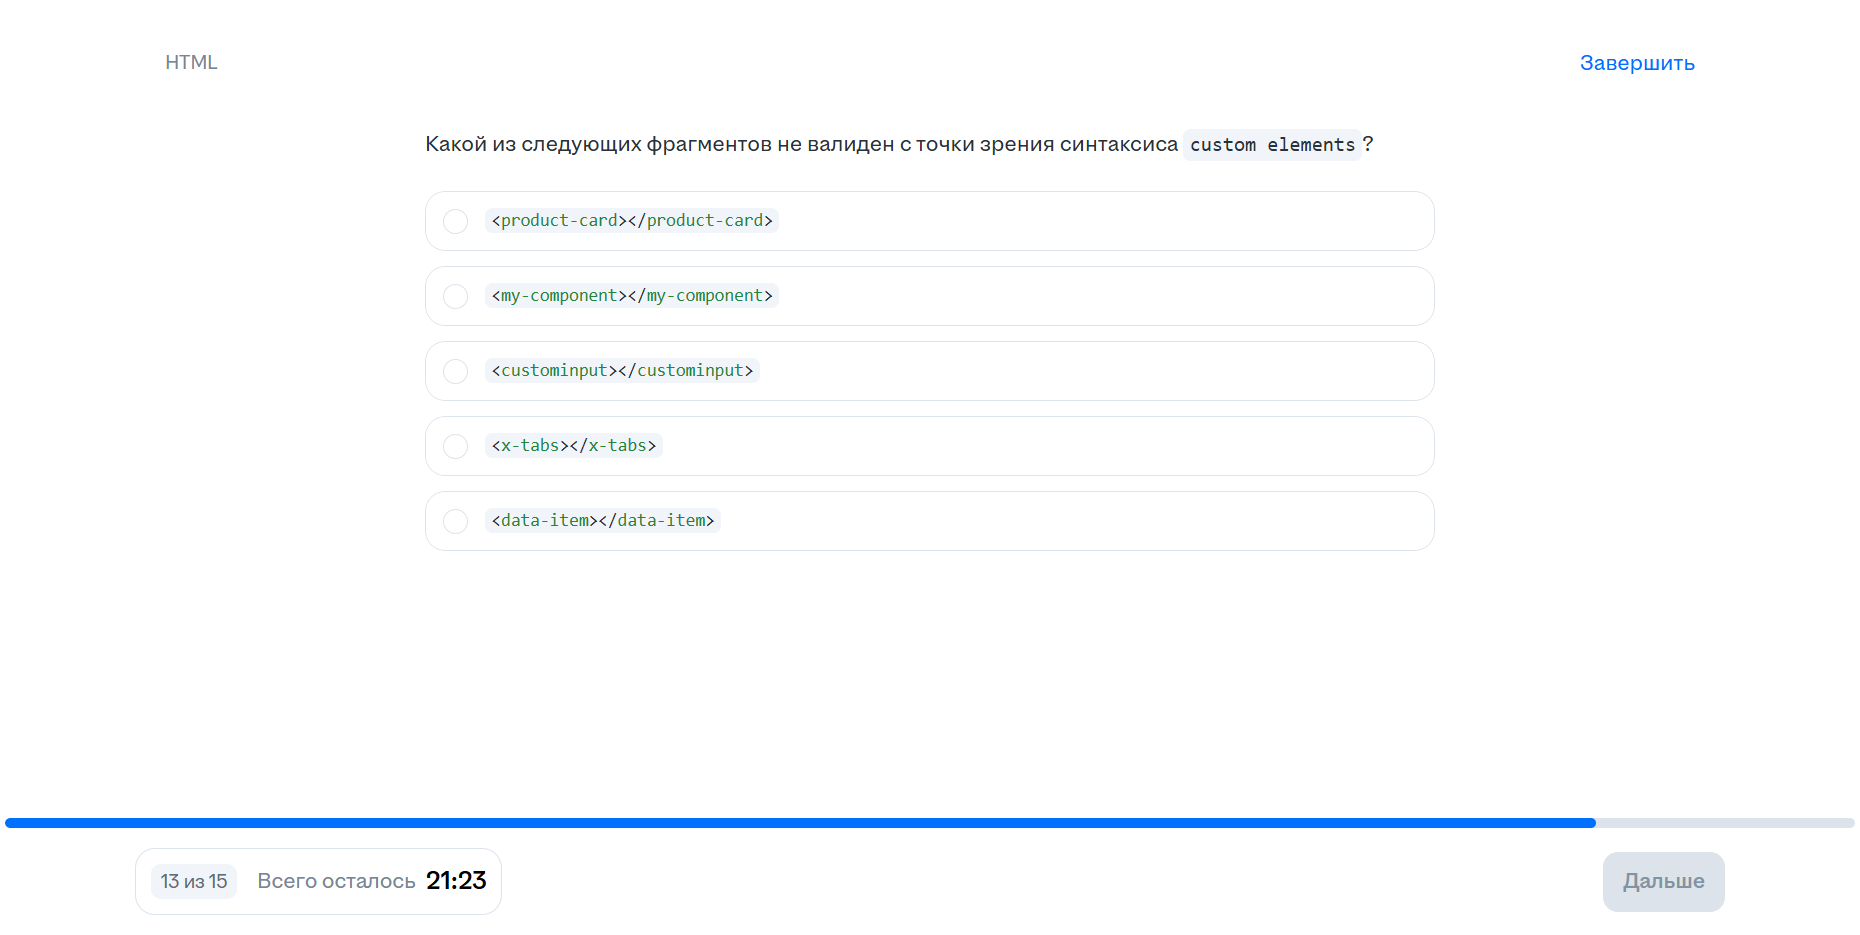 HTML
Завершить
Какой из следующих фрагментов не валиден с точки зрения синтаксиса custom elements?
<product-card></product-card>
<my-component></my-component>
<custominput></custominput>
<x-tabs></x-tabs>
<data-item></data-item>
13 из 15
Всего осталось 21:23
Дальше